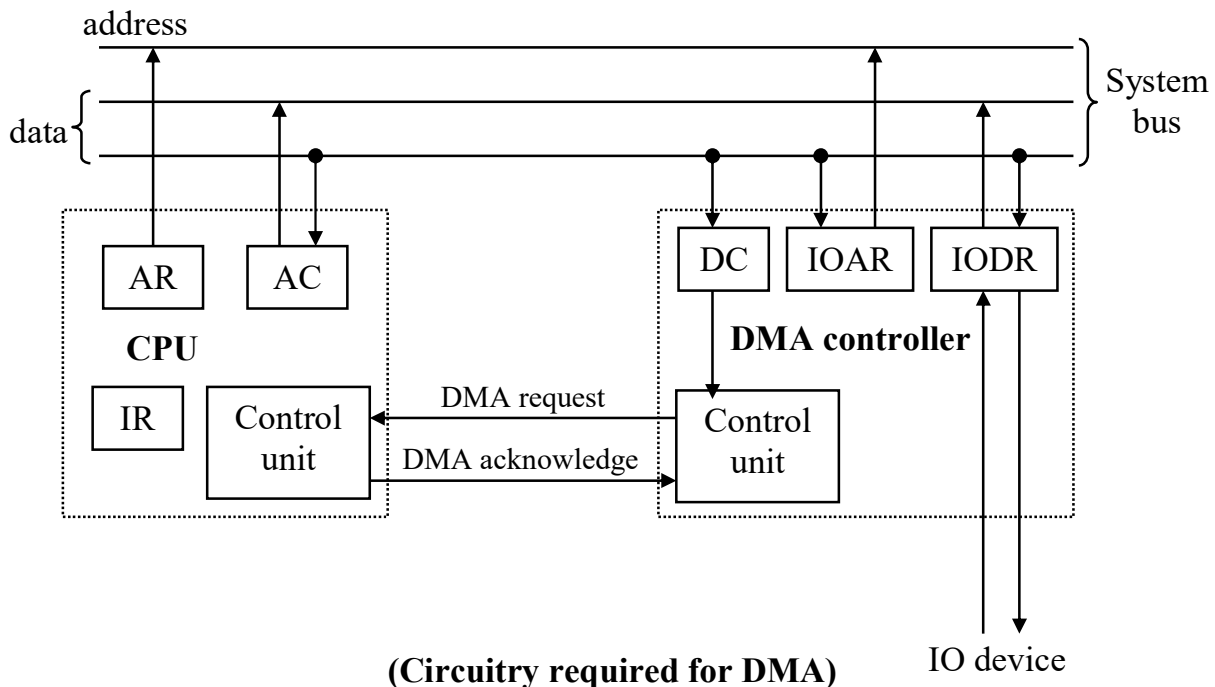 address
System
bus
data
AR
AC
DC
IOAR
IODR
CPU
DMA controller
IR
Control
unit
DMA request
DMA acknowledge
Control
unit
(Circuitry required for DMA)
IO device